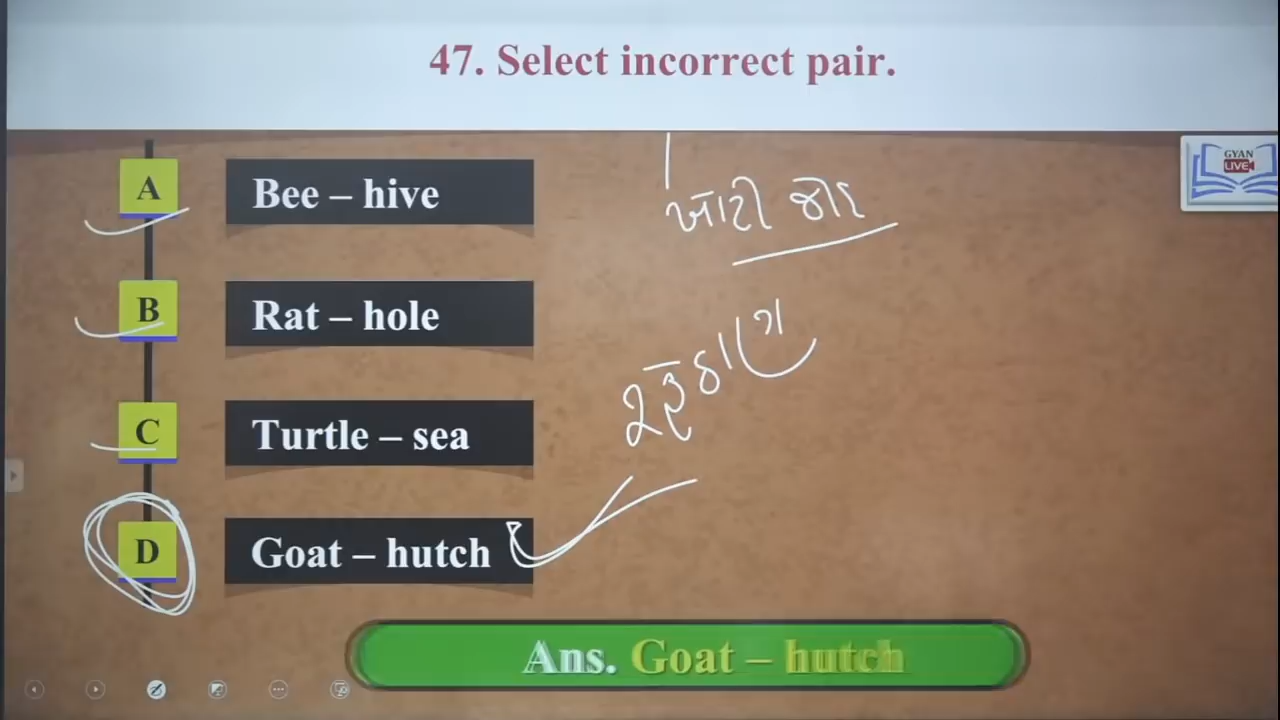 47. Select incorrect pair.
GYAN
LIVE
A
Bee – hive
ખોટી જોડ
B
Rat – hole
C
Turtle – sea
D
Goat – hutch
Ans. Goat – hutch